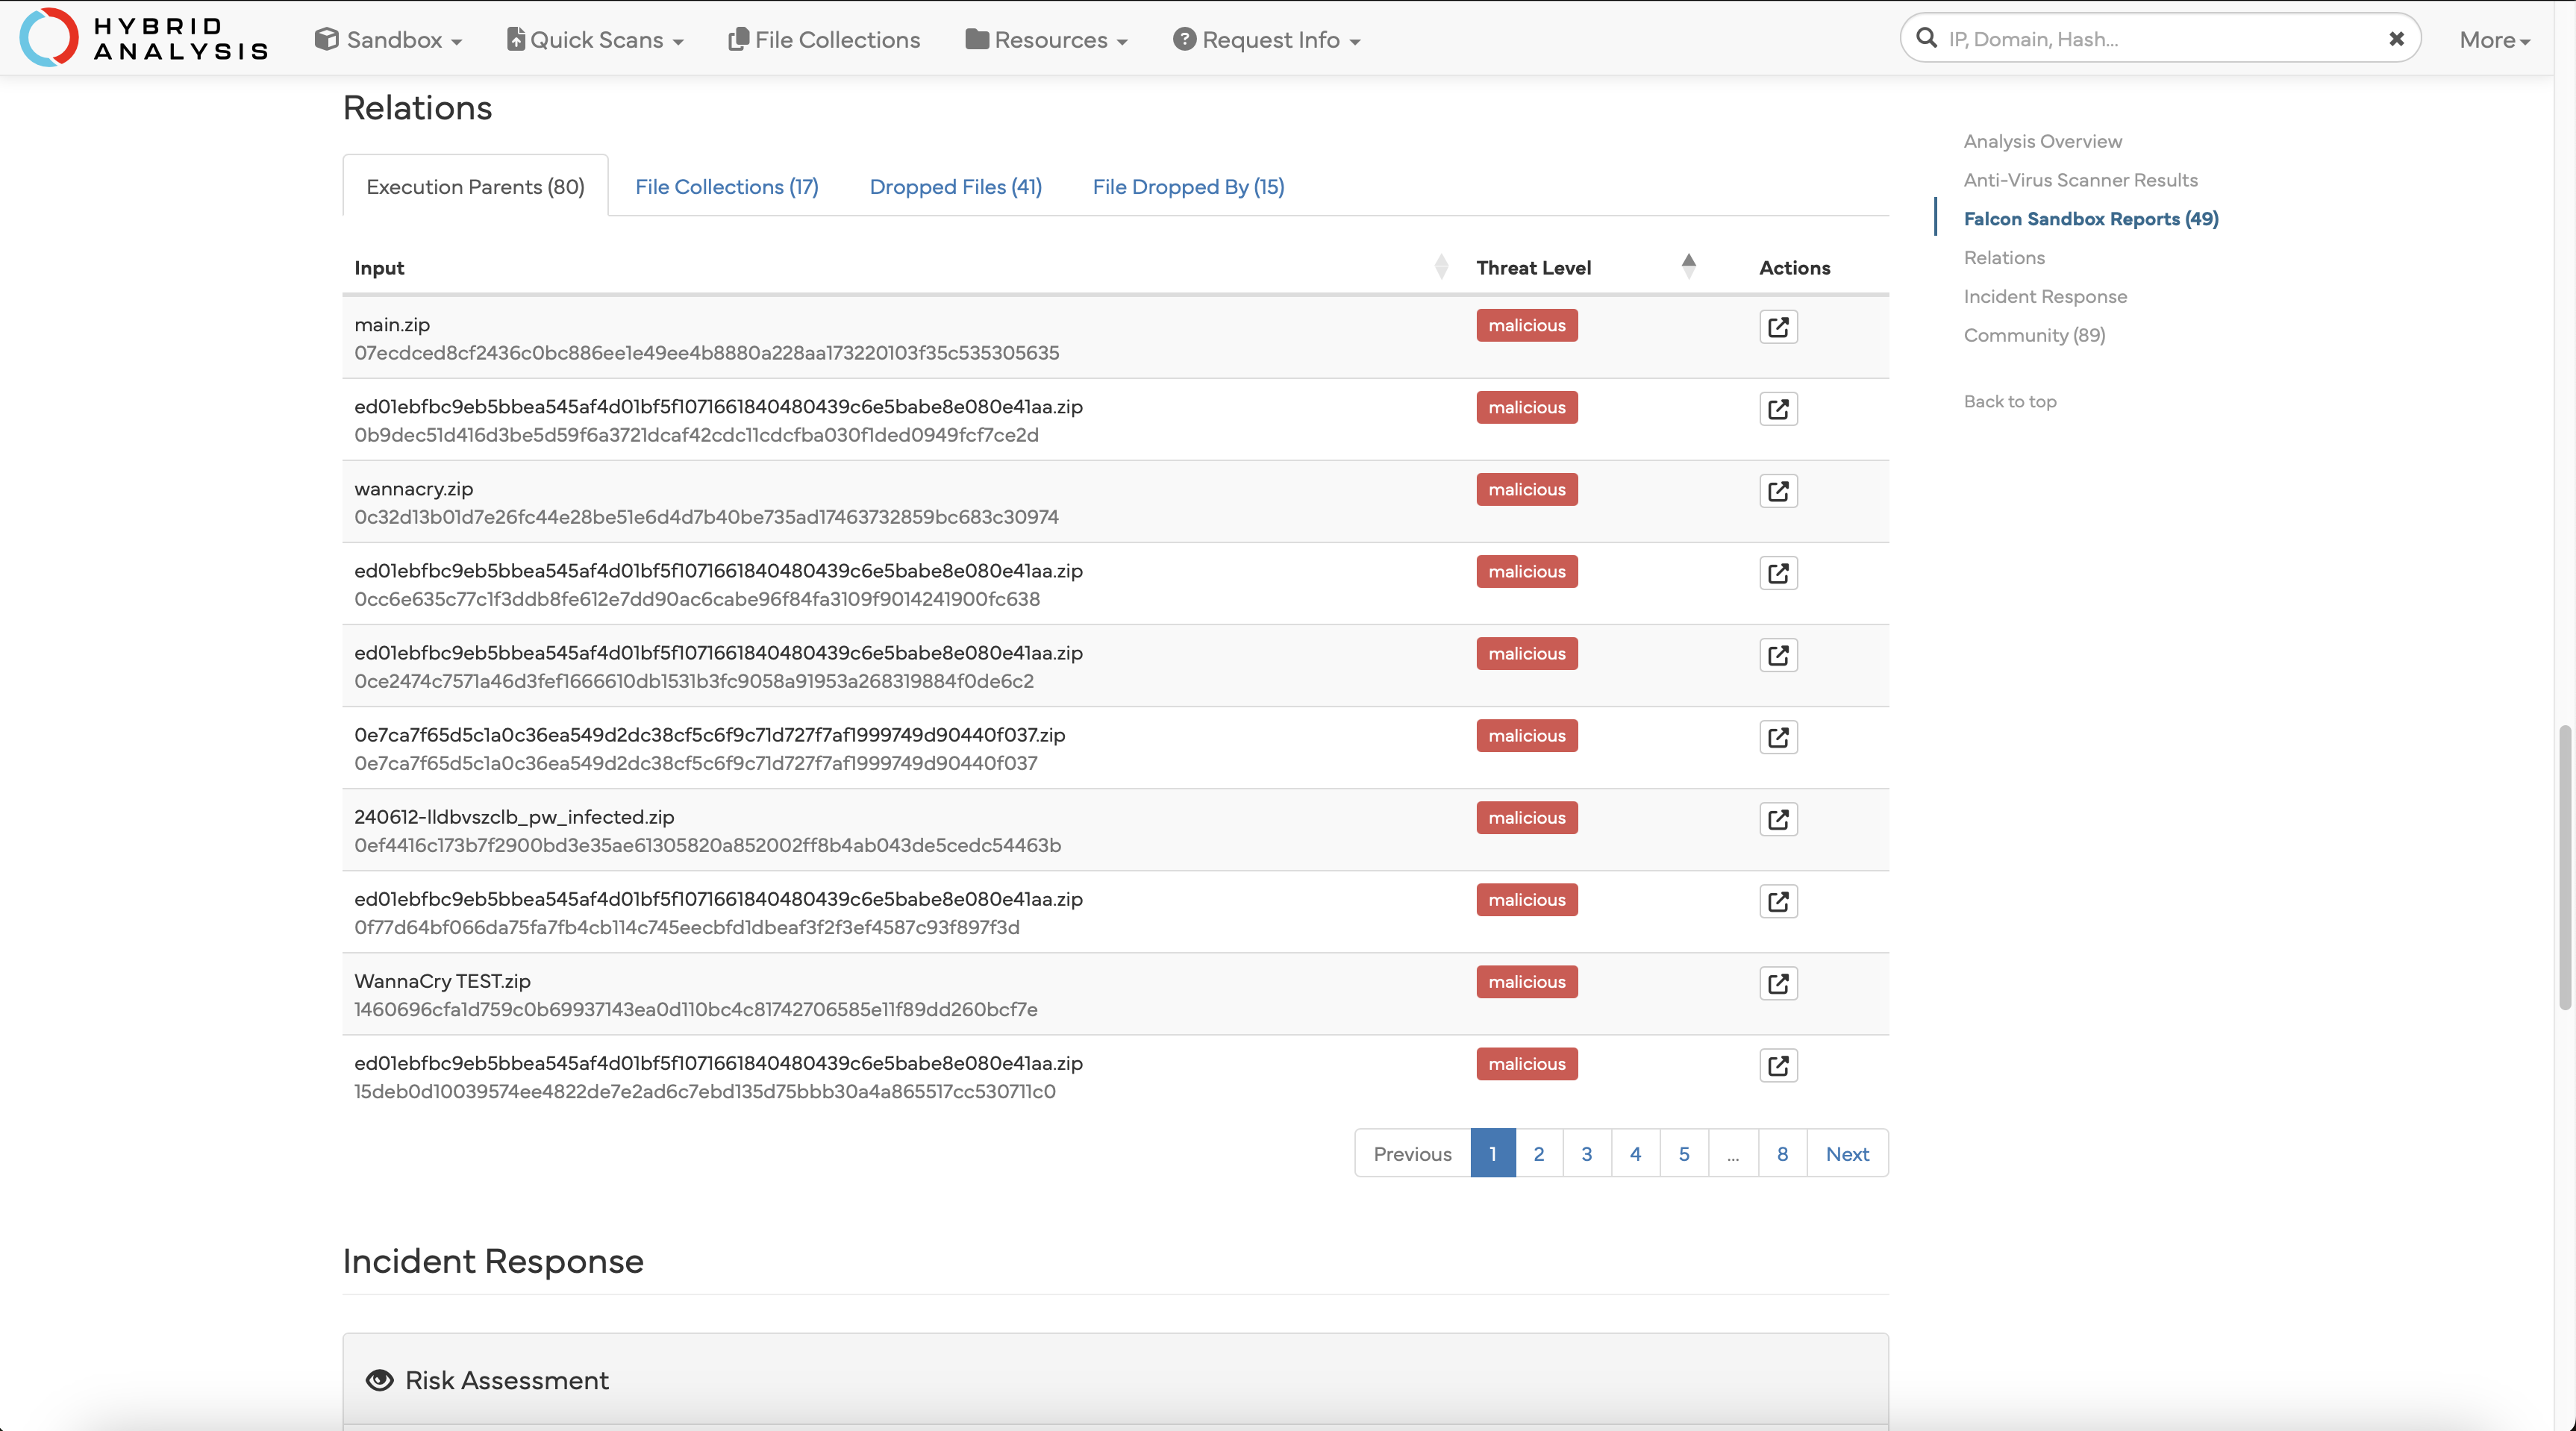 HYBRID
ANALYSIS
Sandbox
Quick Scans
File Collections
Resources
Request Info
IP, Domain, Hash...
More
Relations
Execution Parents (80)
File Collections (17)
Dropped Files (41)
File Dropped By (15)
Input
Threat Level
Actions
main.zip
malicious
07ecdced8cf2436c0bc886ee1e49ee4b8880a228aa173220103f35c535305635
ed01ebfbc9eb5bbea545af4d01bf5f1071661840480439c6e5babe8e080e41aa.zip
malicious
0b9dec51d416d3be5d59f6a3721dcaf42cdc11cdcfba030f1ded0949fcf7ce2d
wannacry.zip
malicious
0c32d13b01d7e26fc44e28be51e6d4d7b40be735ad17463732859bc683c30974
ed01ebfbc9eb5bbea545af4d01bf5f1071661840480439c6e5babe8e080e41aa.zip
malicious
0cc6e635c77c1f3ddb8fe612e7dd90ac6cabe96f84fa3109f9014241900fc638
ed01ebfbc9eb5bbea545af4d01bf5f1071661840480439c6e5babe8e080e41aa.zip
malicious
0ce2474c7571a46d3fef1666610db1531b3fc9058a91953a268319884f0de6c2
0e7ca7f65d5c1a0c36ea549d2dc38cf5c6f9c71d727f7af1999749d90440f037.zip
malicious
0e7ca7f65d5c1a0c36ea549d2dc38cf5c6f9c71d727f7af1999749d90440f037
240612-lldbvszclb_pw_infected.zip
malicious
0ef4416c173b7f2900bd3e35ae61305820a852002ff8b4ab043de5cedc54463b
ed01ebfbc9eb5bbea545af4d01bf5f1071661840480439c6e5babe8e080e41aa.zip
malicious
0f77d64bf066da75fa7fb4cb114c745eecbfd1dbeaf3f2f3ef4587c93f897f3d
WannaCry TEST.zip
malicious
1460696cfa1d759c0b69937143ea0d110bc4c81742706585e11f89dd260bcf7e
ed01ebfbc9eb5bbea545af4d01bf5f1071661840480439c6e5babe8e080e41aa.zip
malicious
15deb0d10039574ee4822de7e2ad6c7ebd135d75bbb30a4a865517cc530711c0
Previous
1
2
3
4
5
...
8
Next
Incident Response
Risk Assessment
Analysis Overview
Anti-Virus Scanner Results
Falcon Sandbox Reports (49)
Relations
Incident Response
Community (89)
Back to top